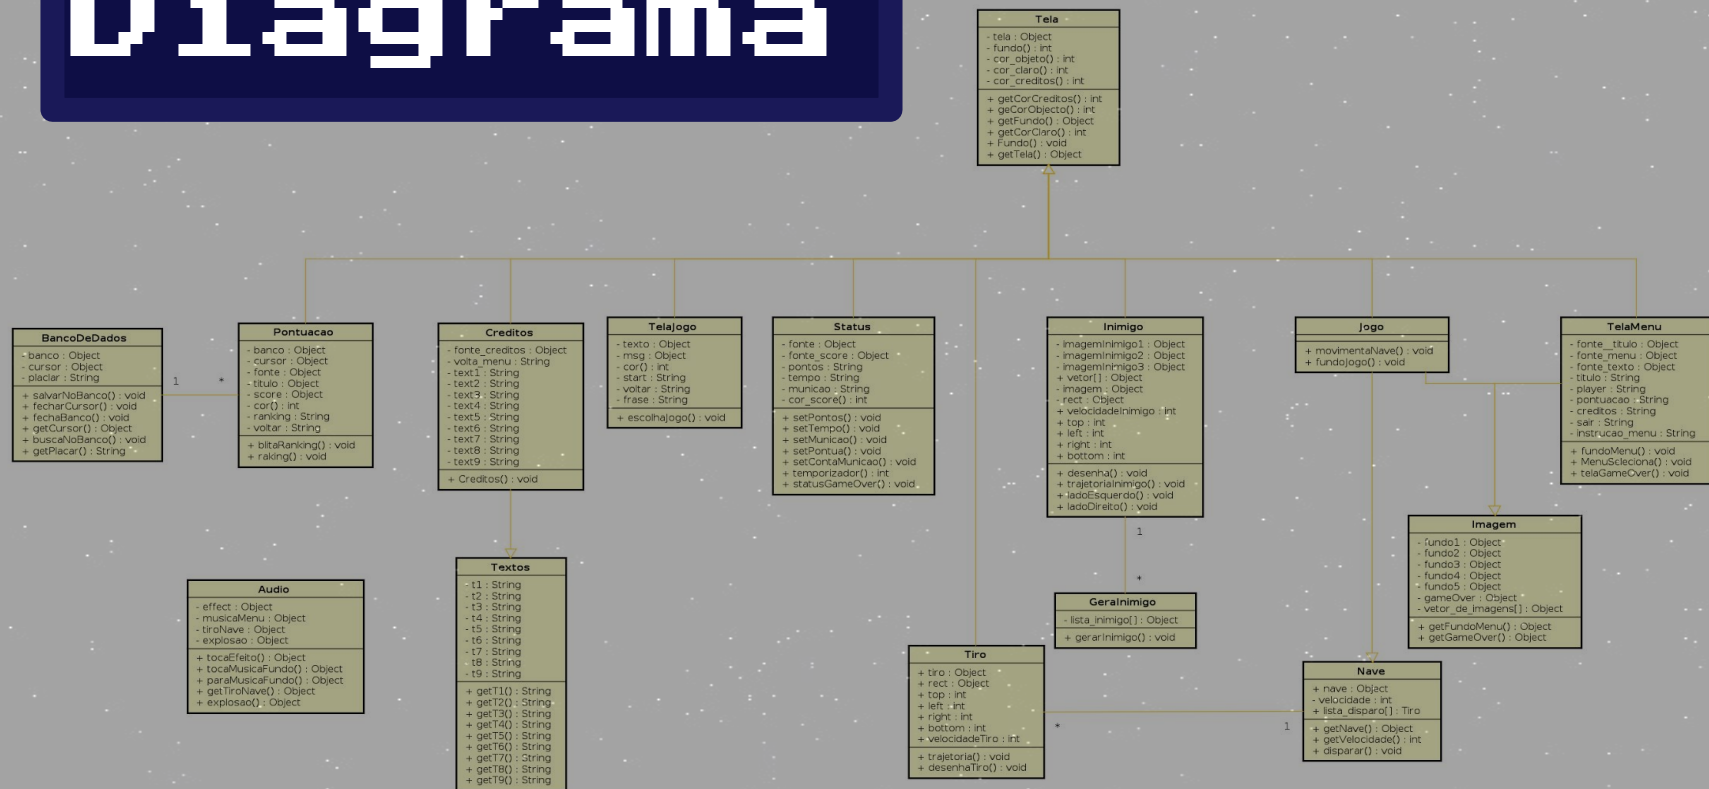 Diagrama
Tela
- tela : Object
- fundo() : int
- cor_objeto() : int
- cor_claro() : int
- cor_creditos() : int
+ getCorCreditos() : int
+ geCorObjecto() : int
+ getFundo() : Object
+ getCorClaro() : int
+ Fundo() : void
+ getTela() : Object
BancoDeDados
- banco : Object
- cursor : Object
- placlar : String
+ salvarNoBanco() : void
+ fecharCursor() : void
+ fechaBanco() : void
+ getCursor() : Object
+ buscaNoBanco() : void
+ getPlacar() : String
1
*
Pontuacao
- banco : Object
- cursor : Object
- fonte : Object
- titulo : Object
- score : Object
- cor() : int
- ranking : String
- voltar : String
+ blitaRanking() : void
+ raking() : void
Creditos
- fonte_creditos : Object
- volta_menu : String
- text1 : String
- text2 : String
- text3 : String
- text4 : String
- text5 : String
- text6 : String
- text7 : String
- text8 : String
- text9 : String
+ Creditos() : void
TelaJogo
- texto : Object
- msg : Object
- cor() : int
- start : String
- voltar : String
- frase : String
+ escolhaJogo() : void
Status
- fonte : Object
- fonte_score : Object
- pontos : String
- tempo : String
- municao : String
- cor_score() : int
+ setPontos() : void
+ setTempo() : void
+ setMunicao() : void
+ setPontua() : void
+ setContaMunicao() : void
+ temporizador() : int
+ statusGameOver() : void
Inimigo
- imagemInimigo1 : Object
- imagemInimigo2 : Object
- imagemInimigo3 : Object
+ vetor[] : Object
- imagem : Object
- rect : Object
+ velocidadeInimigo : int
+ top : int
+ left : int
+ right : int
+ bottom : int
+ desenha() : void
+ trajetoriaInimigo() : void
+ ladoEsquerdo() : void
+ ladoDireito() : void
Jogo
+ movimentaNave() : void
+ fundoJogo() : void
TelaMenu
- fonte_titulo : Object
- fonte_menu : Object
- fonte_texto : Object
- titulo : String
- player : String
- pontuacao : String
- creditos : String
- sair : String
- instrucao_menu : String
+ fundoMenu() : void
+ MenuScleciona() : void
+ telaGameOver() : void
1
*
GeraInimigo
- lista_inimigo[] : Object
+ gerarInimigo() : void
Imagem
- fundo1 : Object
- fundo2 : Object
- fundo3 : Object
- fundo4 : Object
- fundo5 : Object
- gameOver : Object
- vetor_de_imagens[] : Object
+ getFundoMenu() : Object
+ getGameOver() : Object
Audio
- effect : Object
- musicaMenu : Object
- tiroNave : Object
- explosao : Object
+ tocaEfeito() : Object
+ tocaMusicaFundo() : Object
+ paraMusicaFundo() : Object
+ getTiroNave() : Object
+ explosao() : Object
Textos
- t1 : String
- t2 : String
- t3 : String
- t4 : String
- t5 : String
- t6 : String
- t7 : String
- t8 : String
- t9 : String
+ getT1() : String
+ getT2() : String
+ getT3() : String
+ getT4() : String
+ getT5() : String
+ getT6() : String
+ getT7() : String
+ getT8() : String
+ getT9() : String
Tiro
+ tiro : Object
+ rect : Object
+ top : int
+ left : int
+ right : int
+ bottom : int
+ velocidadeTiro : int
+ trajetoria() : void
+ desenhaTiro() : void
*
1
Nave
+ nave : Object
- velocidade : int
+ lista_disparo[] : Tiro
+ getNave() : Object
+ getVelocidade() : int
+ disparar() : void